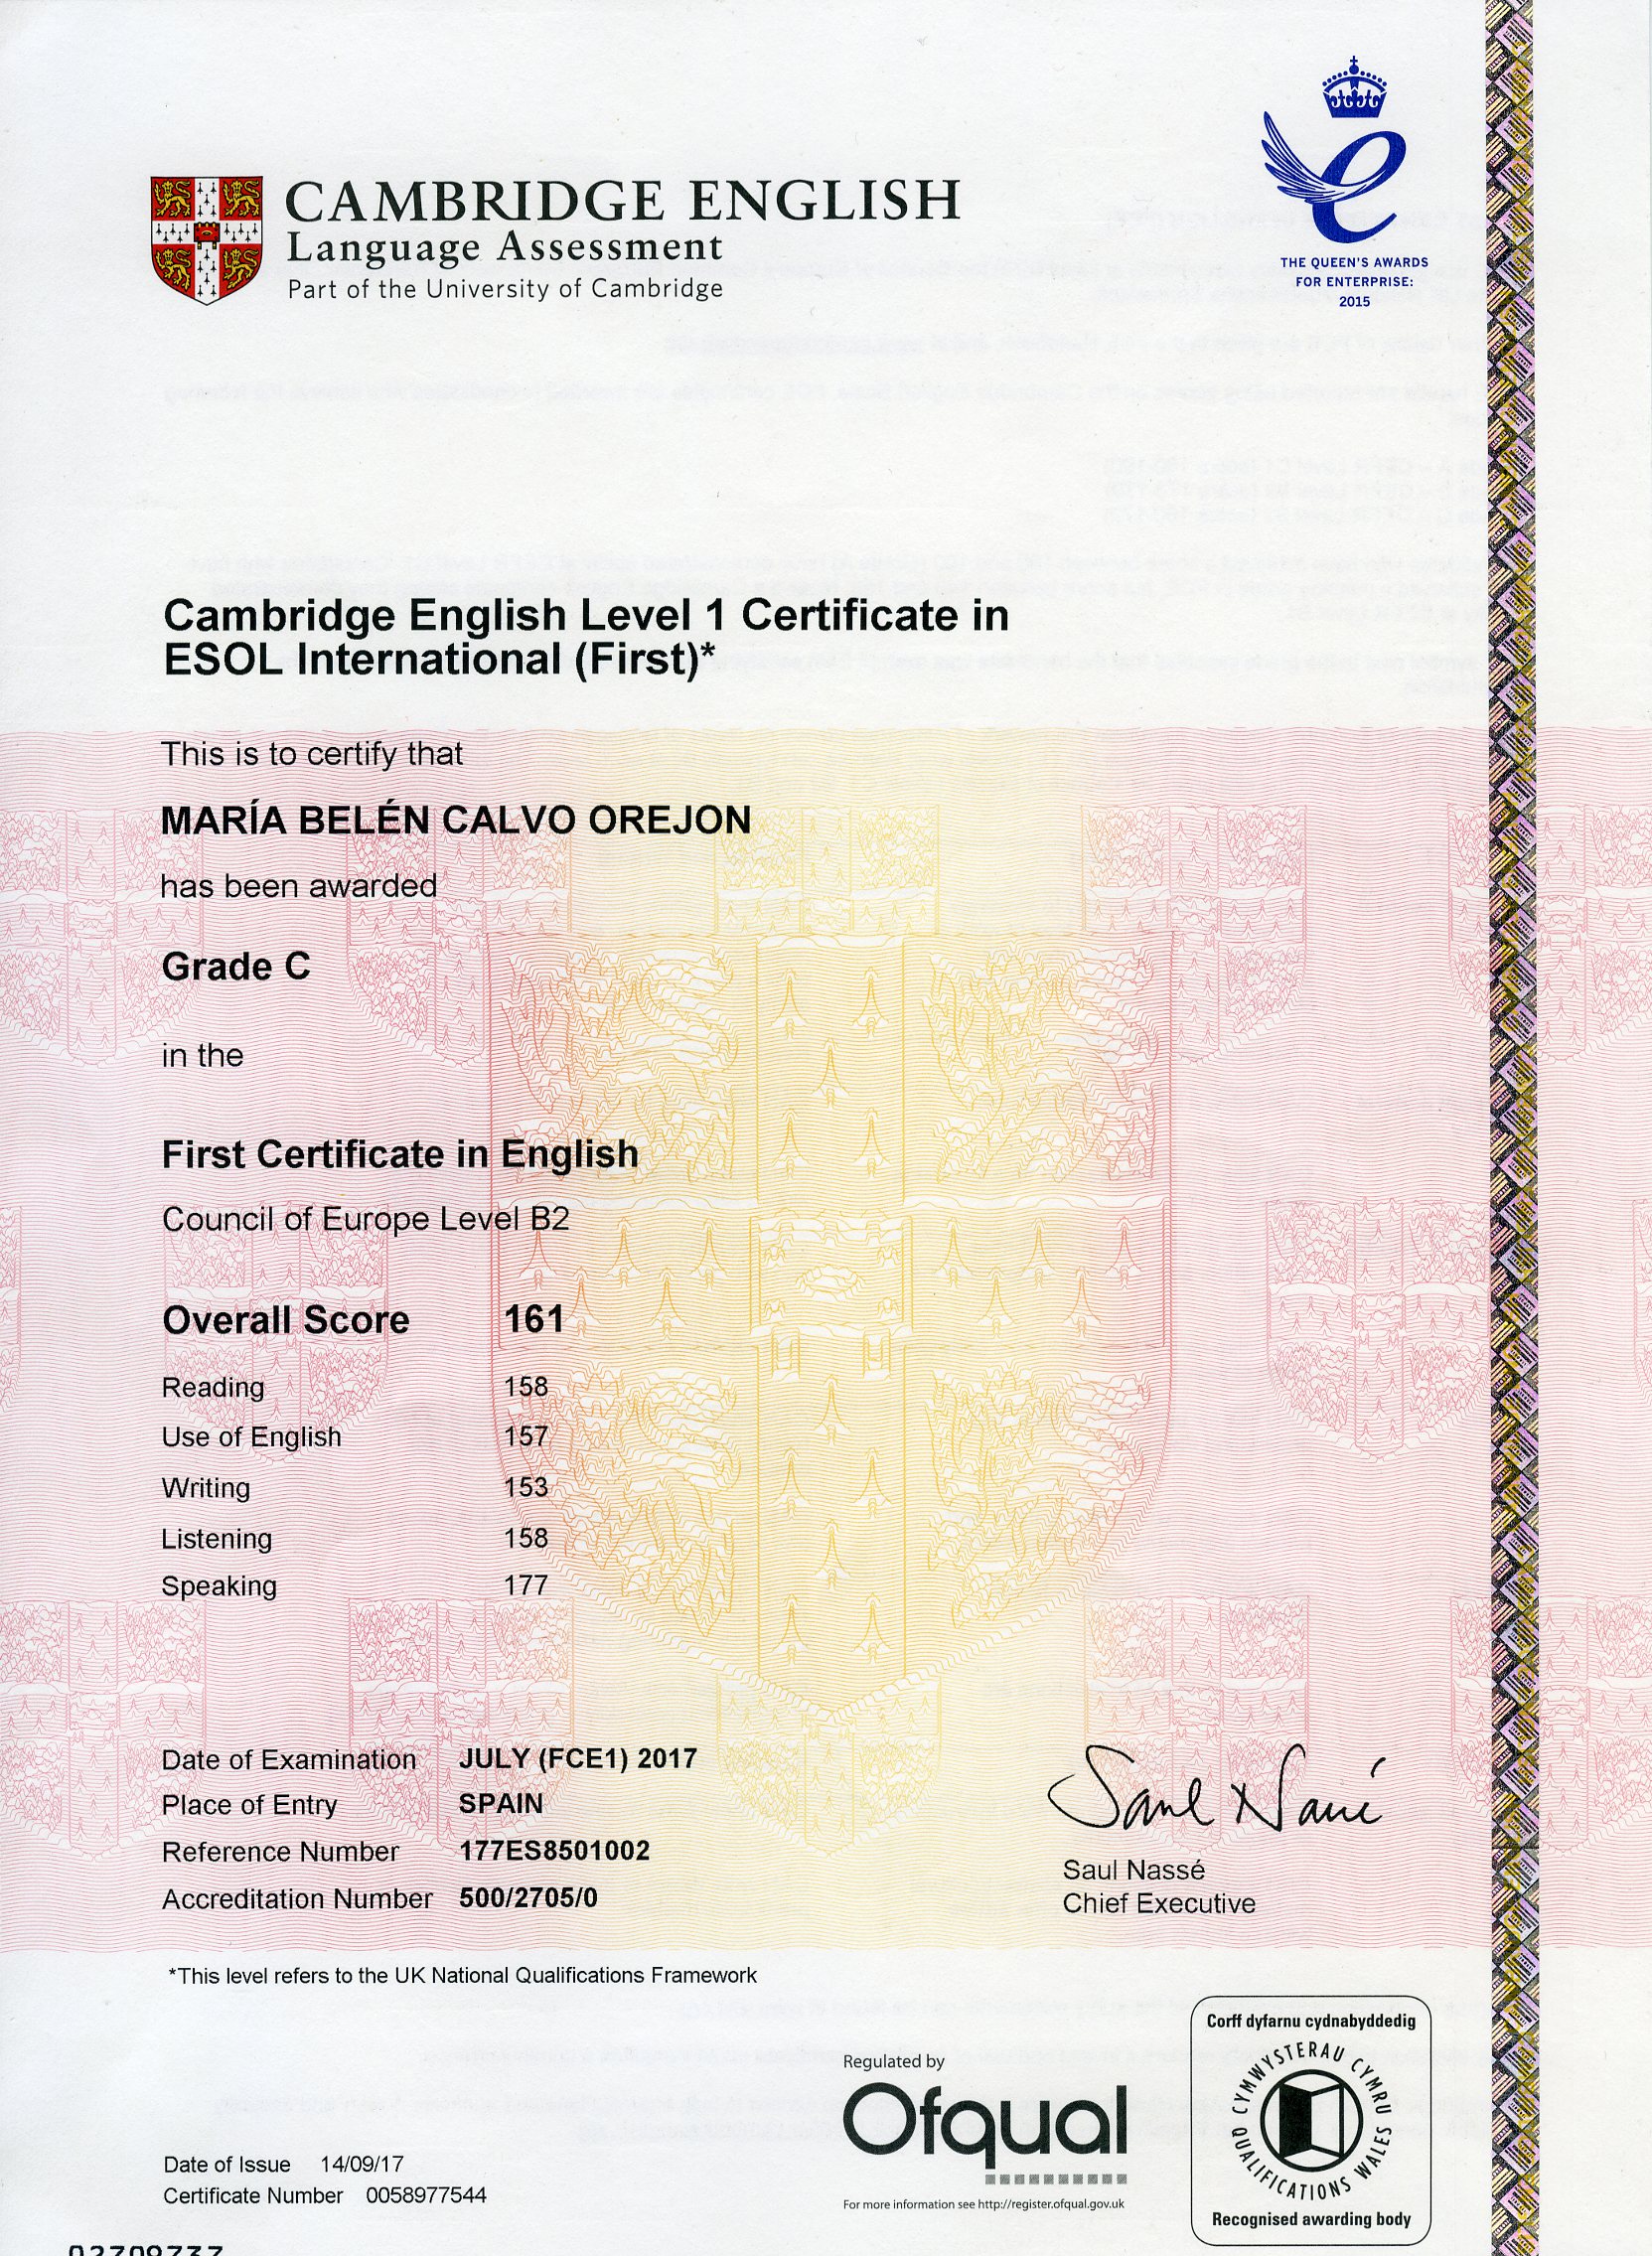 CAMBRIDGE ENGLISH
Language Assessment
Part of the University of Cambridge
THE QUEEN'S AWARDS
FOR ENTERPRISE:
2015
Cambridge English Level 1 Certificate in
ESOL International (First)*
This is to certify that
MARÍA BELÉN CALVO OREJON
has been awarded
Grade C
in the
First Certificate in English
Council of Europe Level B2
Overall Score 161
Reading 158
Use of English 157
Writing 153
Listening 158
Speaking 177
Date of Examination JULY (FCE1) 2017
Place of Entry SPAIN
Reference Number 177ES8501002
Accreditation Number 500/2705/0
Saul Nassé
Saul Nassé
Chief Executive
*This level refers to the UK National Qualifications Framework
Regulated by
Ofqual
For more information see http://register.ofqual.gov.uk
Corff dyfarnu cydnabyddedig
CYMWYSTERAU CYMRU
QUALIFICATIONS WALES
Recognised awarding body
Date of Issue 14/09/17
Certificate Number 0058977544